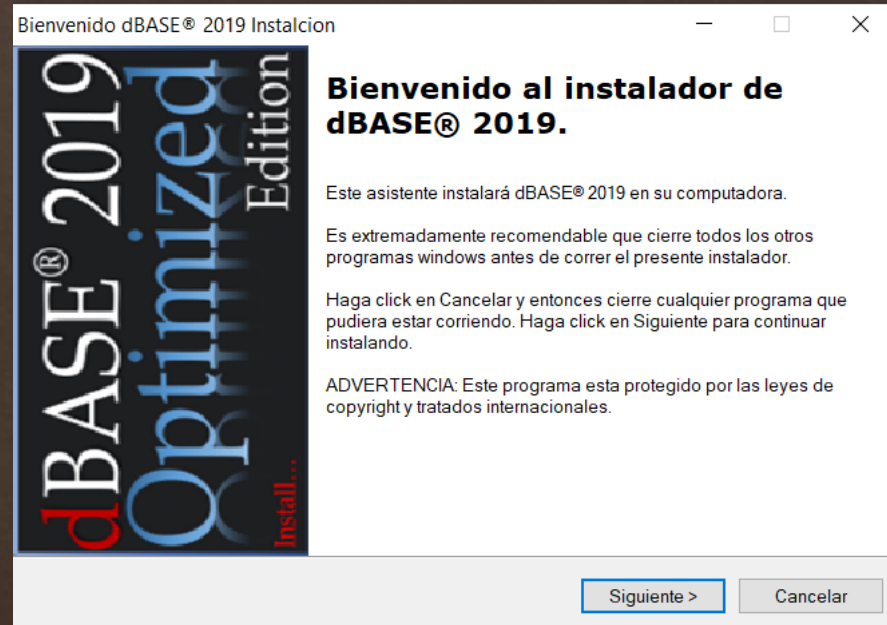 Bienvenido dBASE® 2019 Instalcion
dBASE® 2019
Optimized
Edition
Install...
Bienvenido al instalador de
dBASE® 2019.
Este asistente instalará dBASE® 2019 en su computadora.
Es extremadamente recomendable que cierre todos los otros
programas windows antes de correr el presente instalador.
Haga click en Cancelar y entonces cierre cualquier programa que
pudiera estar corriendo. Haga click en Siguiente para continuar
instalando.
ADVERTENCIA: Este programa esta protegido por las leyes de
copyright y tratados internacionales.
Siguiente >
Cancelar